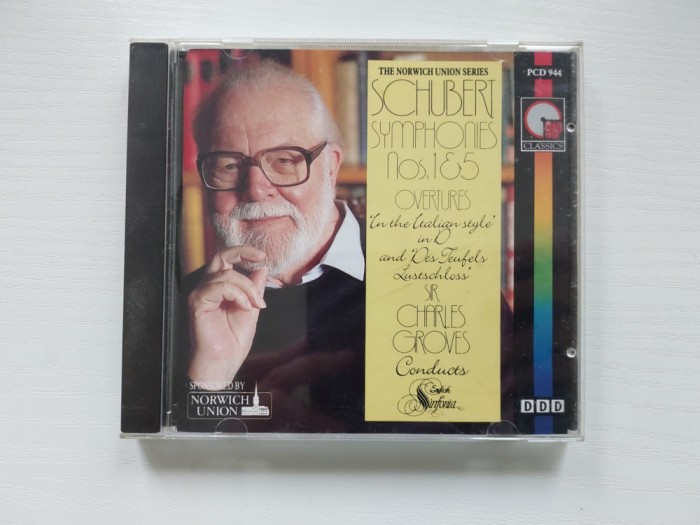 THE NORWICH UNION SERIES
SCHUBERT
SYMPHONIES
Nos. 1 & 5
OVERTURES
'In the Italian style'
in D
and 'Des Teufels
Lustschloss'
SIR
CHARLES
GROVES
Conducts
English
Sinfonia
SPONSORED BY
NORWICH
UNION
PCD 944
CLASSICS
DDD